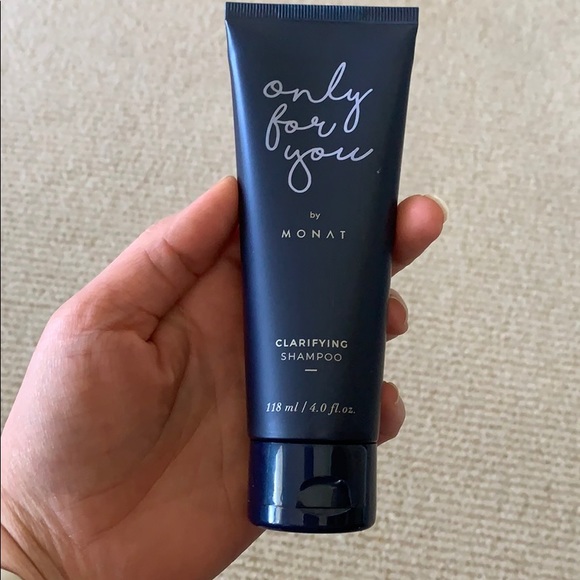 only
for
you
by
MONAT
CLARIFYING
SHAMPOO
118 ml / 4.0 fl.oz.